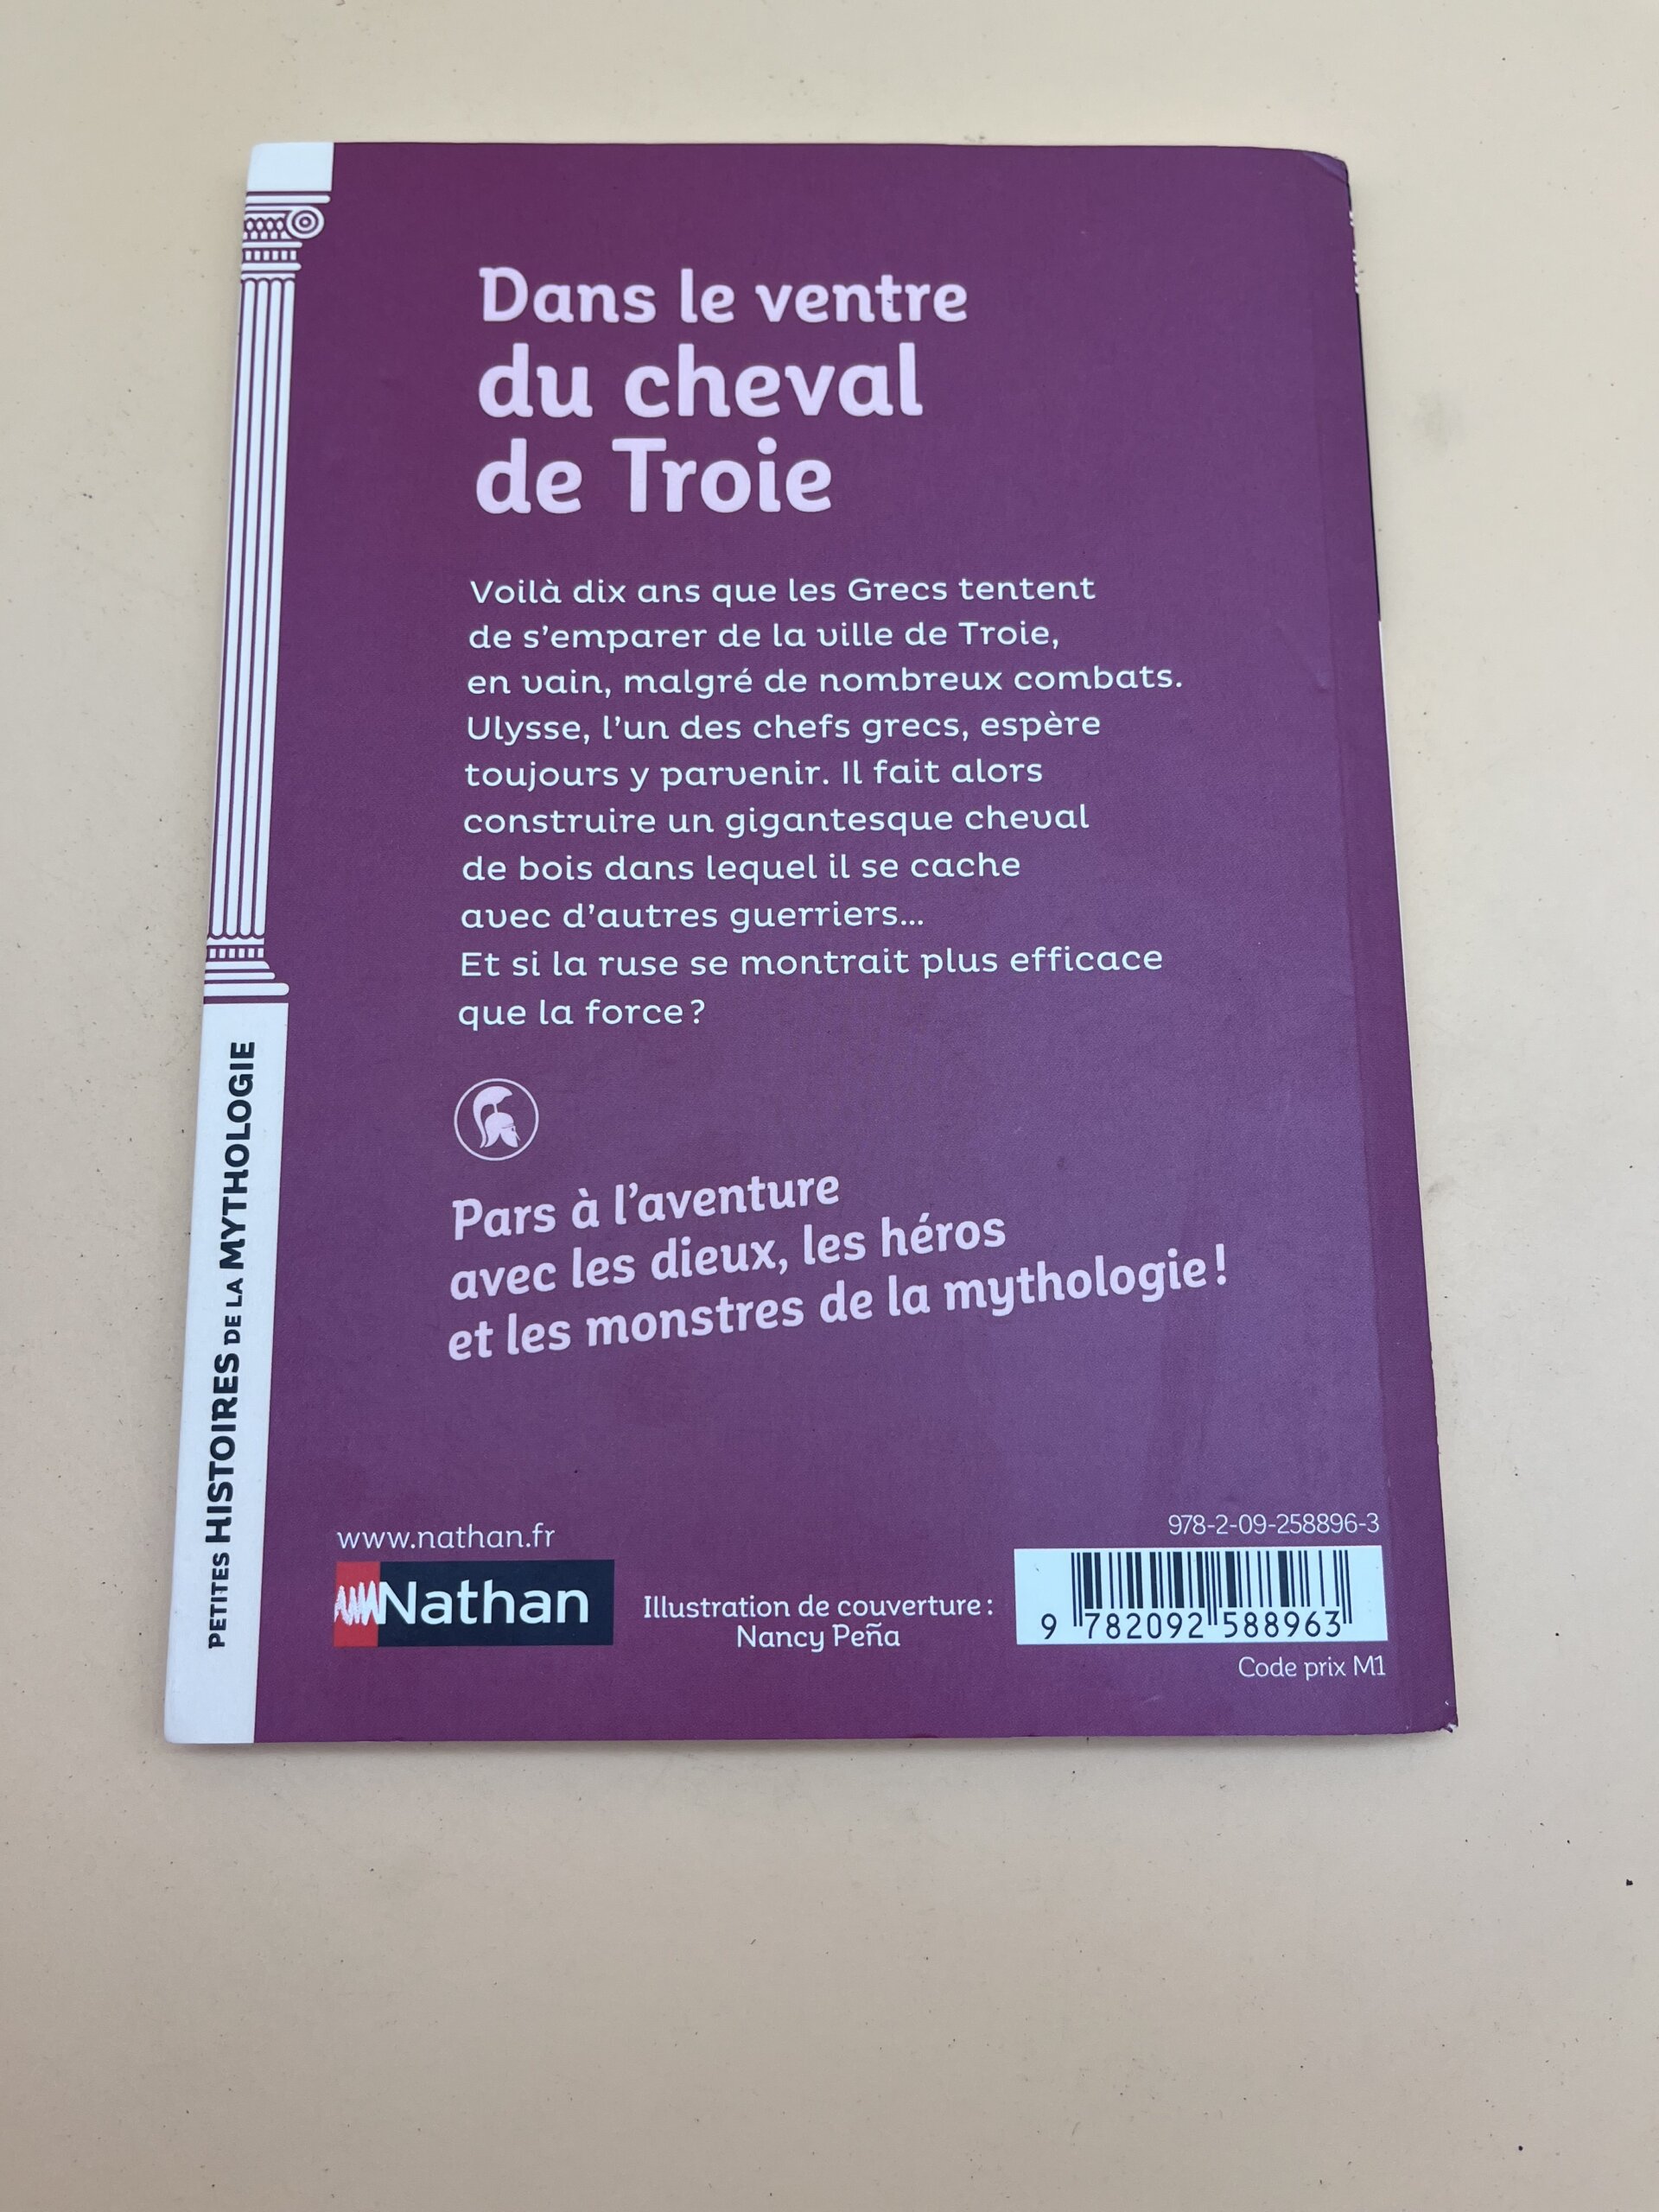 Dans le ventre
du cheval
de Troie
Voilà dix ans que les Grecs tentent
de s'emparer de la ville de Troie,
en vain, malgré de nombreux combats.
Ulysse, l'un des chefs grecs, espère
toujours y parvenir. Il fait alors
construire un gigantesque cheval
de bois dans lequel il se cache
avec d'autres guerriers...
Et si la ruse se montrait plus efficace
que la force ?
Pars à l'aventure
avec les dieux, les héros
et les monstres de la mythologie !
PETITES HISTOIRES DE LA MYTHOLOGIE
www.nathan.fr
Nathan
Illustration de couverture :
Nancy Peña
978-2-09-258896-3
9 782092 588963
Code prix M1